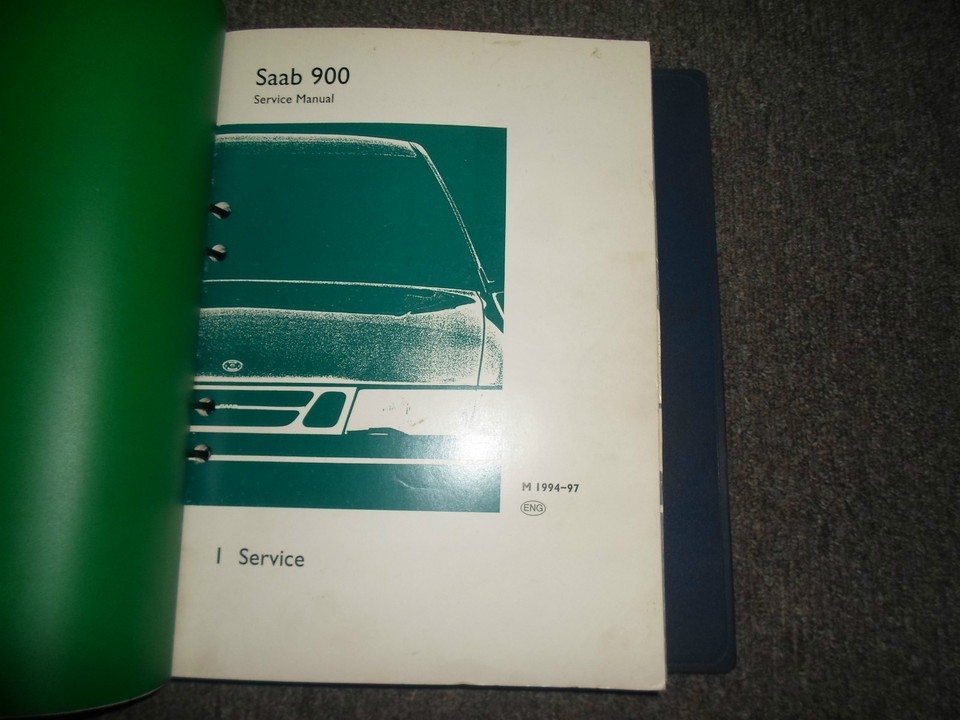 Saab 900
Service Manual
M 1994–97
ENG
1 Service